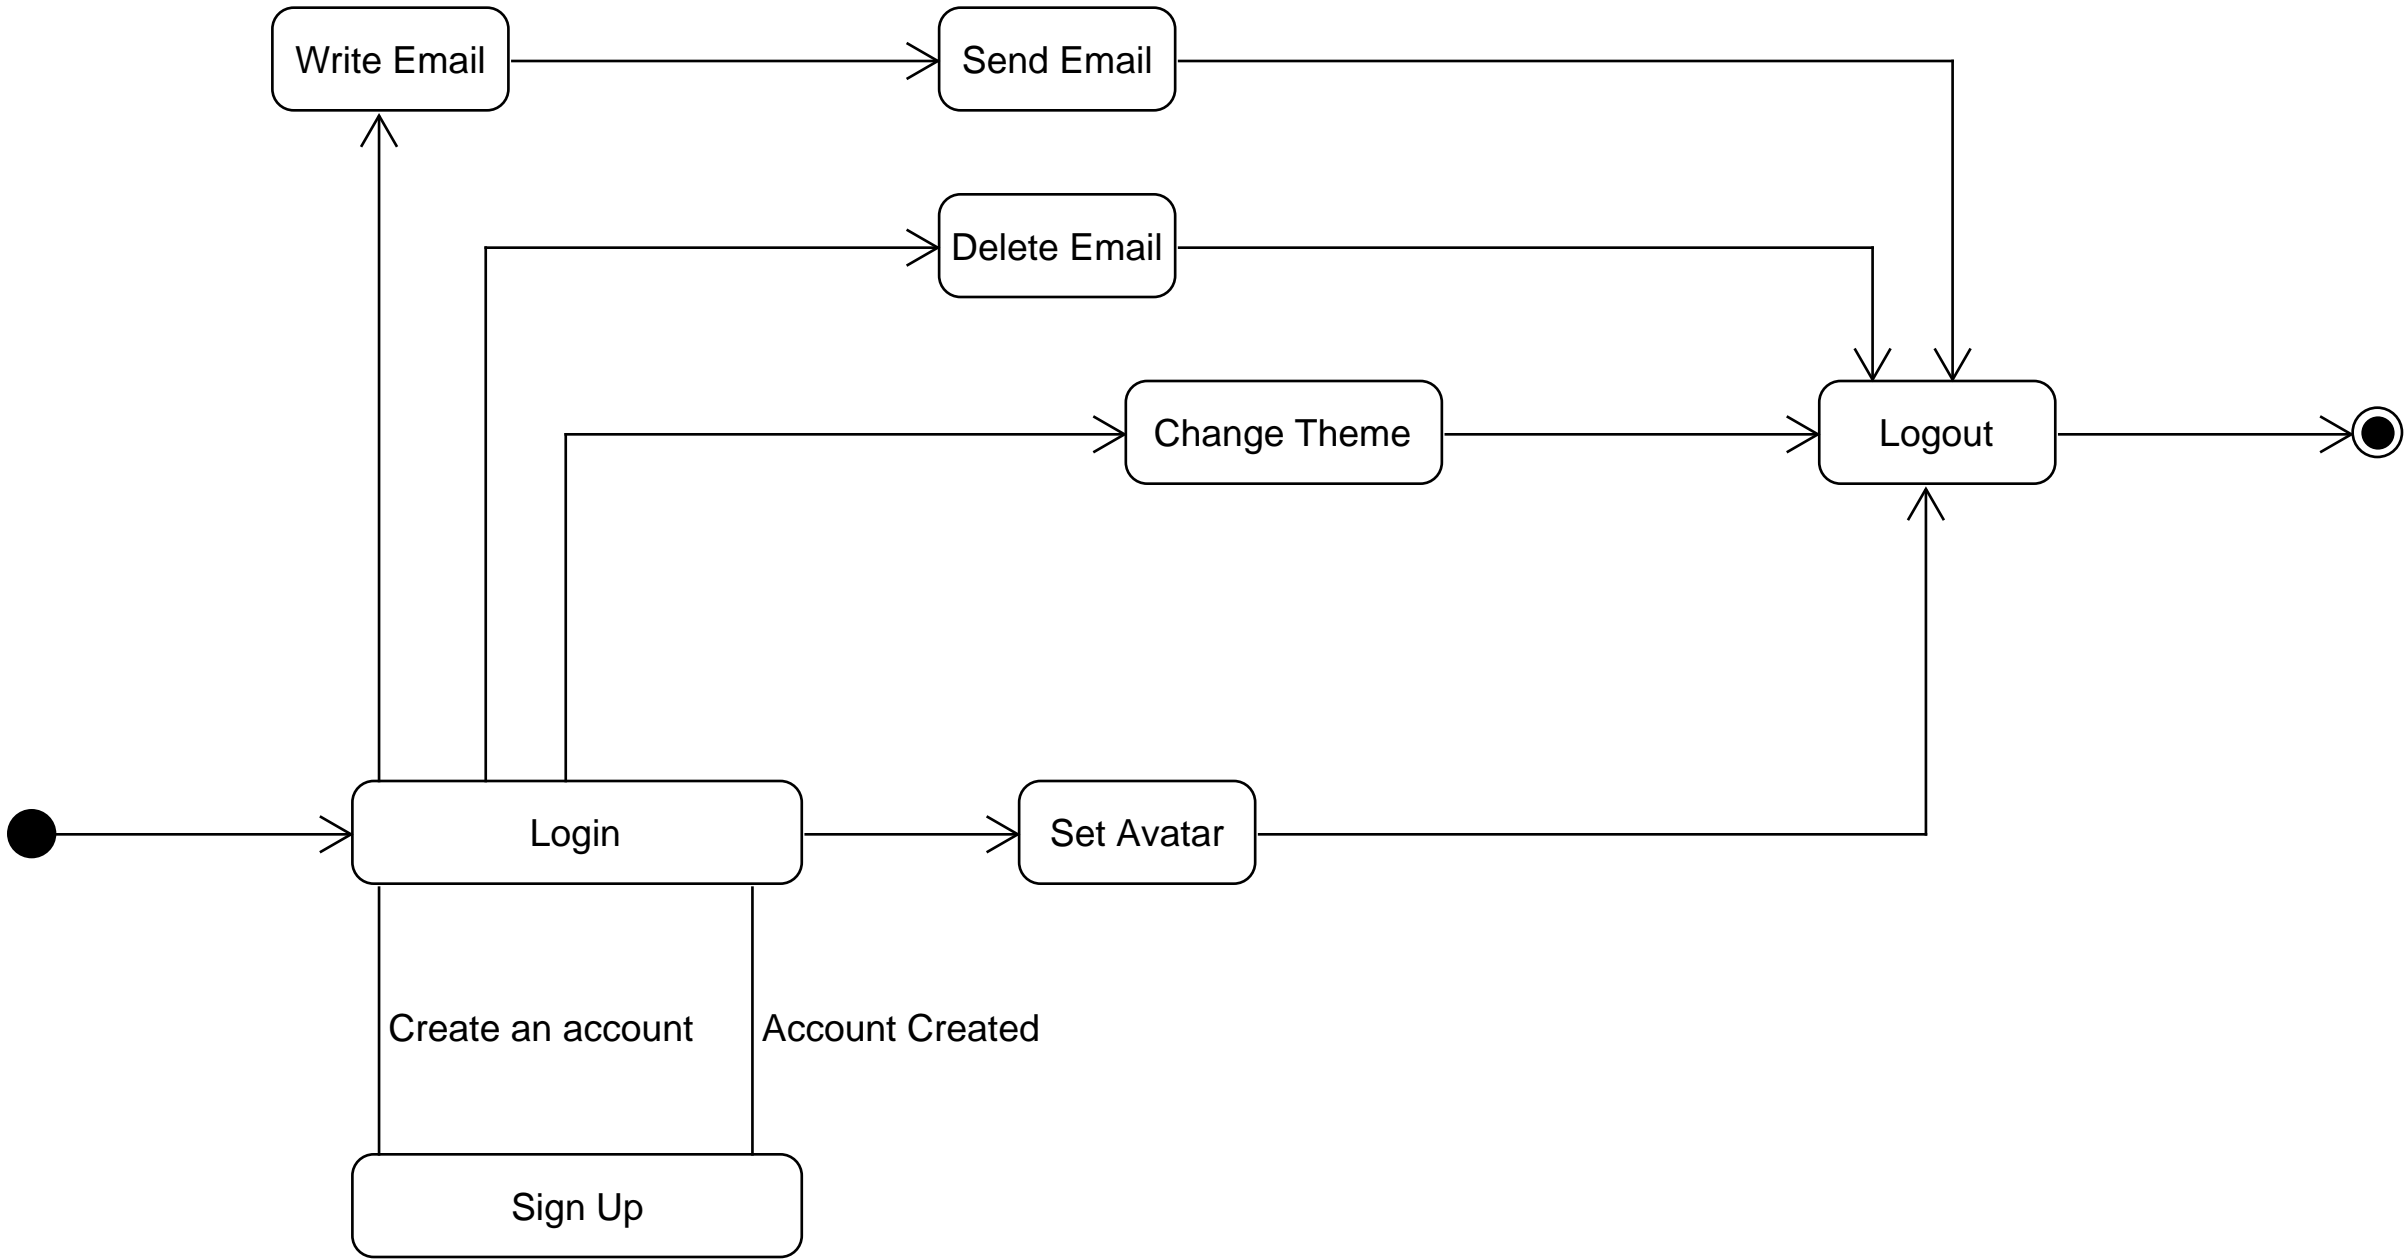 Write Email
Send Email
Delete Email
Change Theme
Logout
Login
Set Avatar
Create an account
Account Created
Sign Up